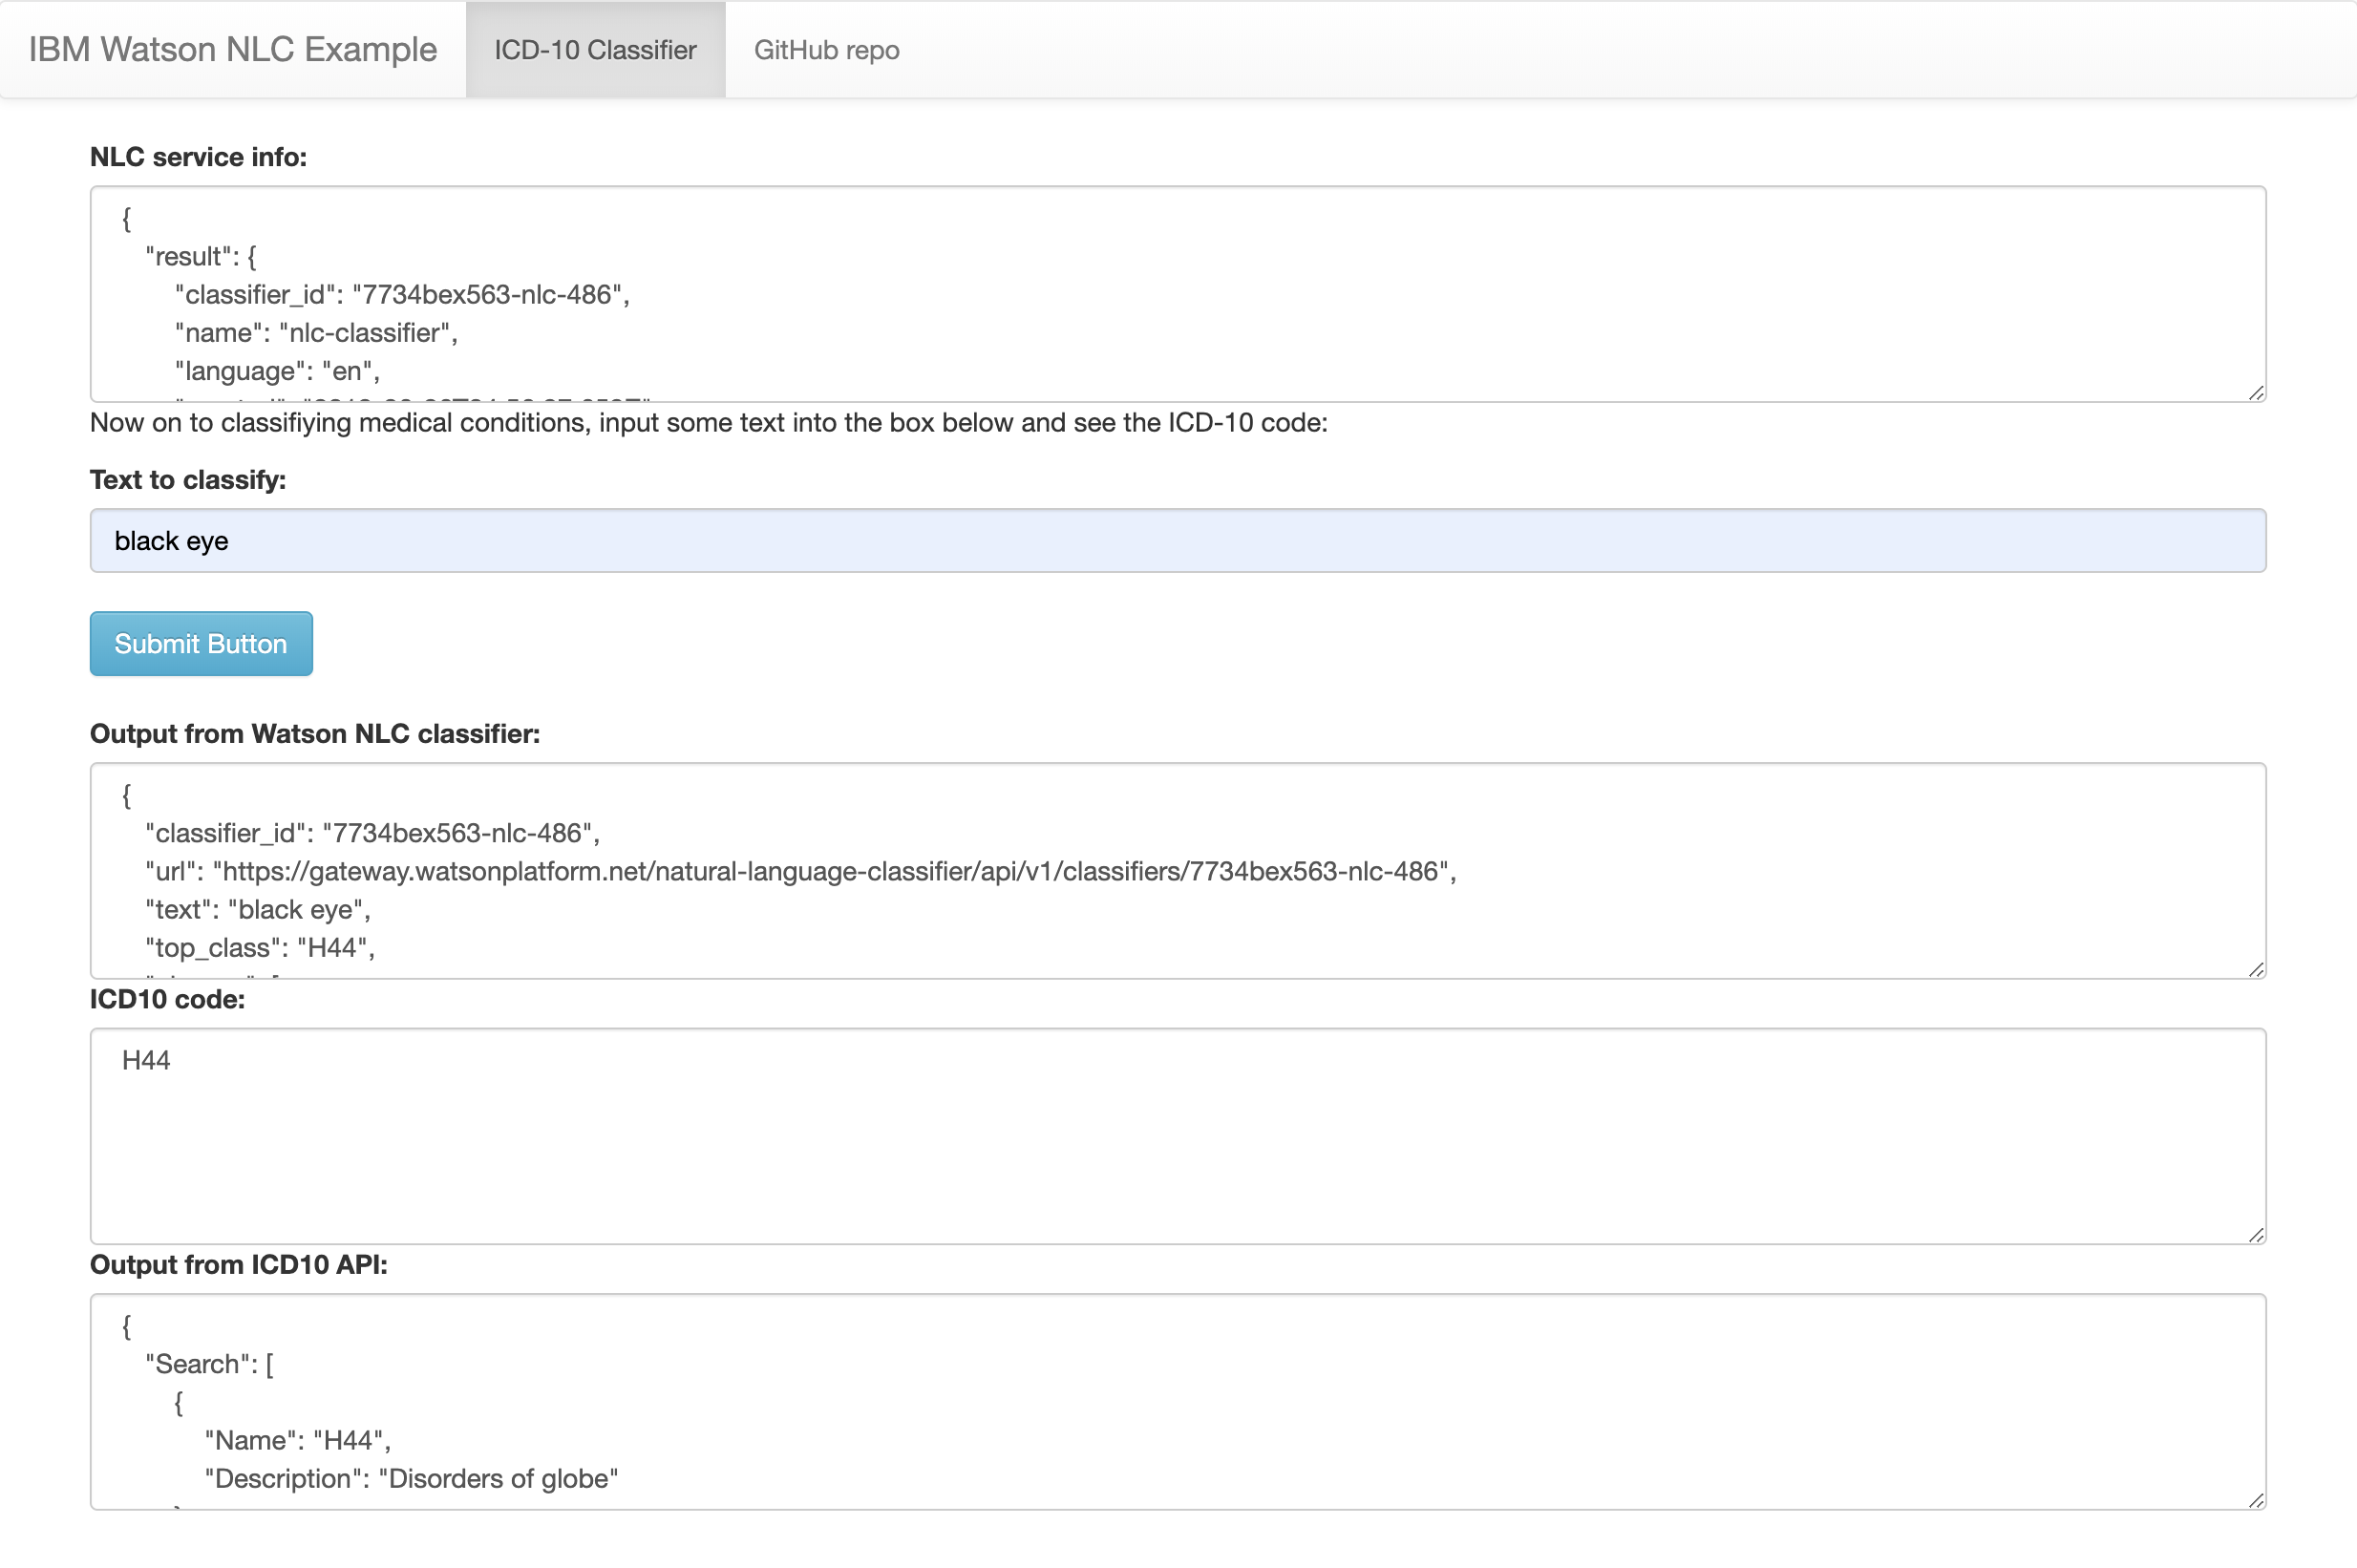 IBM Watson NLC Example ICD-10 Classifier GitHub repo
NLC service info:
{
"result": {
"classifier_id": "7734bex563-nlc-486",
"name": "nlc-classifier",
"language": "en",
Now on to classifiying medical conditions, input some text into the box below and see the ICD-10 code:
Text to classify:
black eye
Submit Button
Output from Watson NLC classifier:
{
"classifier_id": "7734bex563-nlc-486",
"url": "https://gateway.watsonplatform.net/natural-language-classifier/api/v1/classifiers/7734bex563-nlc-486",
"text": "black eye",
"top_class": "H44",
ICD10 code:
H44
Output from ICD10 API:
{
"Search": [
{
"Name": "H44",
"Description": "Disorders of globe"